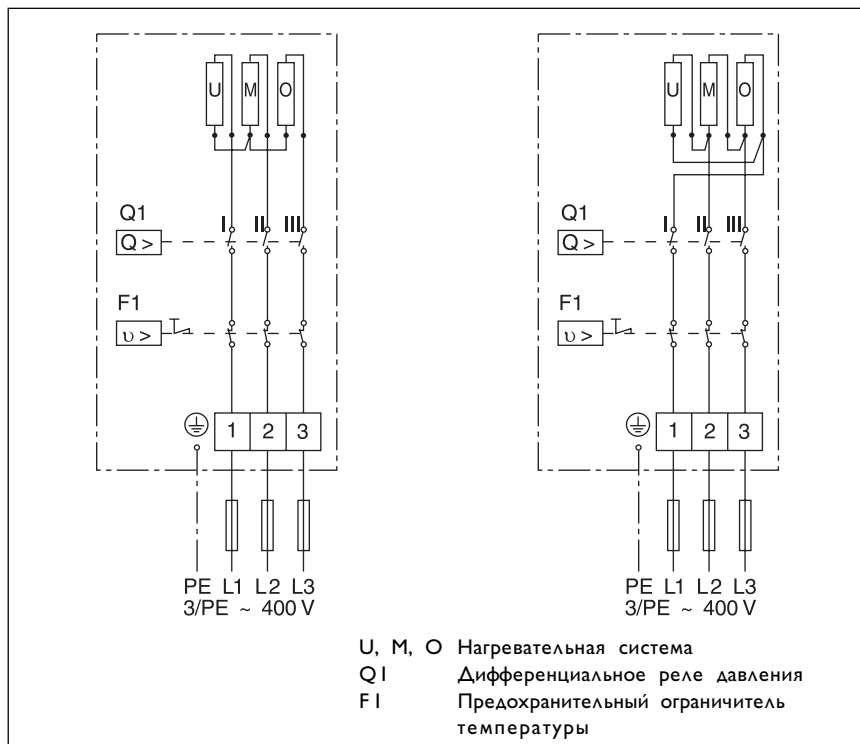 U M O
U M O
Q1
I II III
Q >
Q1
I II III
Q >
F1
υ >
F1
υ >
1 2 3
1 2 3
PE L1 L2 L3
3/PE ~ 400 V
PE L1 L2 L3
3/PE ~ 400 V
U, M, O Нагревательная система
Q1 Дифференциальное реле давления
F1 Предохранительный ограничитель
температуры